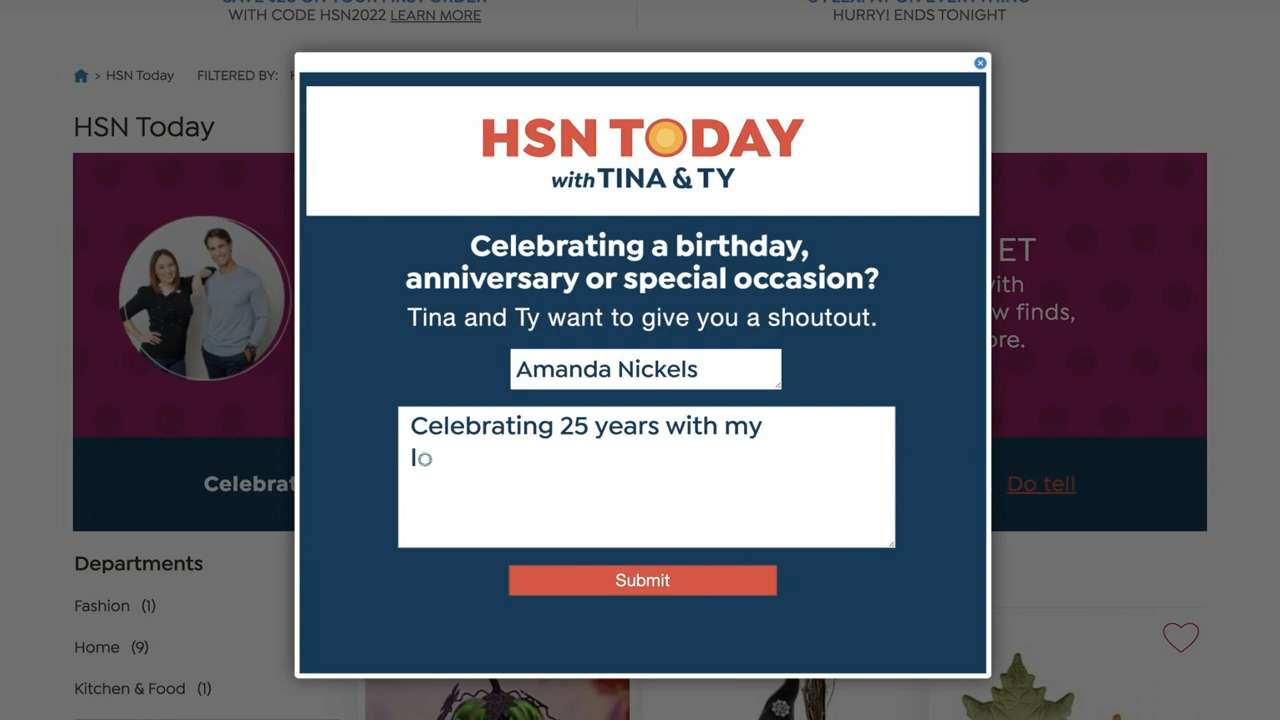 WITH CODE HSN2022 LEARN MORE
HURRY! ENDS TONIGHT
> HSN Today FILTERED BY:
HSN Today
HSN TODAY
with TINA & TY
Celebrating a birthday,
anniversary or special occasion?
Tina and Ty want to give you a shoutout.
Amanda Nickels
Celebrating 25 years with my
lo
Submit
ET
with
w finds,
ore.
Celebrat
Do tell
Departments
Fashion (1)
Home (9)
Kitchen & Food (1)